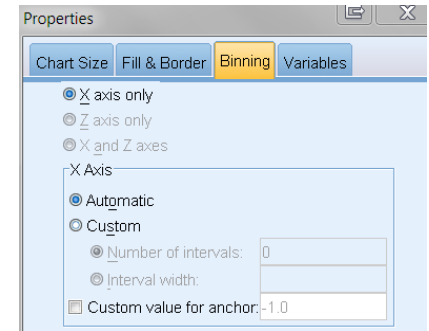 Properties
Chart Size Fill & Border Binning Variables
X axis only
Z axis only
X and Z axes
X Axis
Automatic
Custom
Number of intervals: 0
Interval width:
Custom value for anchor: -1.0